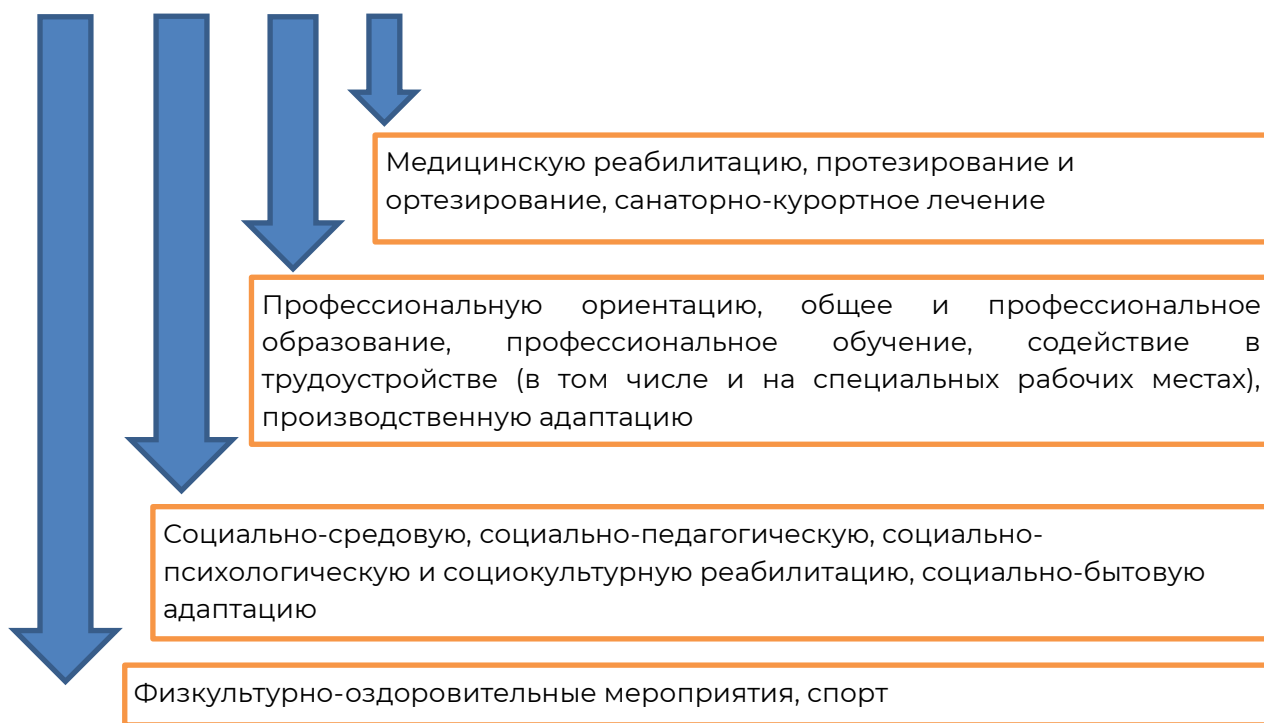 Медицинскую реабилитацию, протезирование и
ортезирование, санаторно-курортное лечение
Профессиональную ориентацию, общее и профессиональное
образование, профессиональное обучение, содействие в
трудоустройстве (в том числе и на специальных рабочих местах),
производственную адаптацию
Социально-средовую, социально-педагогическую, социально-
психологическую и социокультурную реабилитацию, социально-бытовую
адаптацию
Физкультурно-оздоровительные мероприятия, спорт